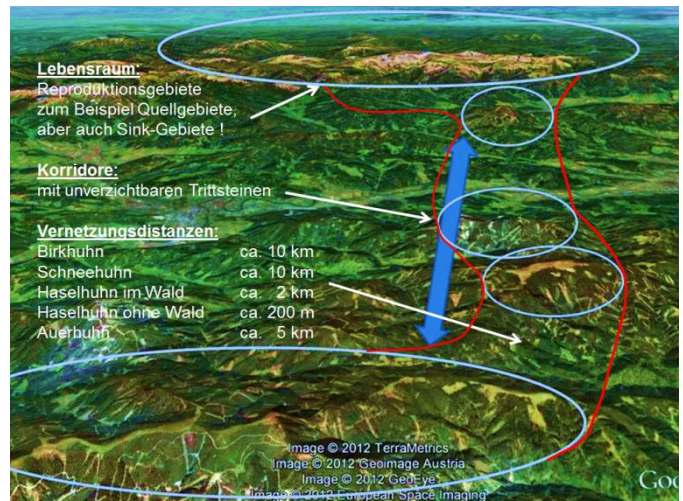 Lebensraum:
Reproduktionsgebiete
zum Beispiel Quellgebiete,
aber auch Sink-Gebiete !
Korridore:
mit unverzichtbaren Trittsteinen
Vernetzungsdistanzen:
Birkhuhn ca. 10 km
Schneehuhn ca. 10 km
Haselhuhn im Wald ca. 2 km
Haselhuhn ohne Wald ca. 200 m
Auerhuhn ca. 5 km
Image © 2012 TerraMetrics
Image © 2012 Geoimage Austria
Image © 2012 GeoEye
Image © 2012 European Space Imaging
Goo